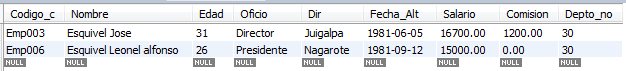 Codigo_c Nombre Edad Oficio Dir Fecha_Alt Salario Comision Depto_no
Emp003 Esquivel Jose 31 Director Juigalpa 1981-06-05 16700.00 1200.00 30
Emp006 Esquivel Leonel alfonso 26 Presidente Nagarote 1981-09-12 15000.00 0.00 30
NULL NULL NULL NULL NULL NULL NULL NULL NULL